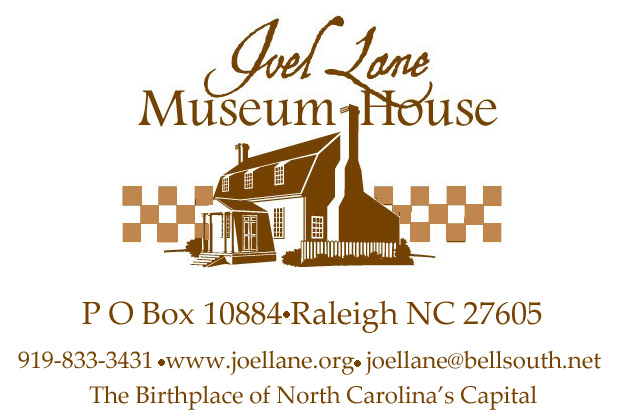 Joel Lane
Museum House
P O Box 10884•Raleigh NC 27605
919-833-3431 •www.joellane.org• joellane@bellsouth.net
The Birthplace of North Carolina’s Capital